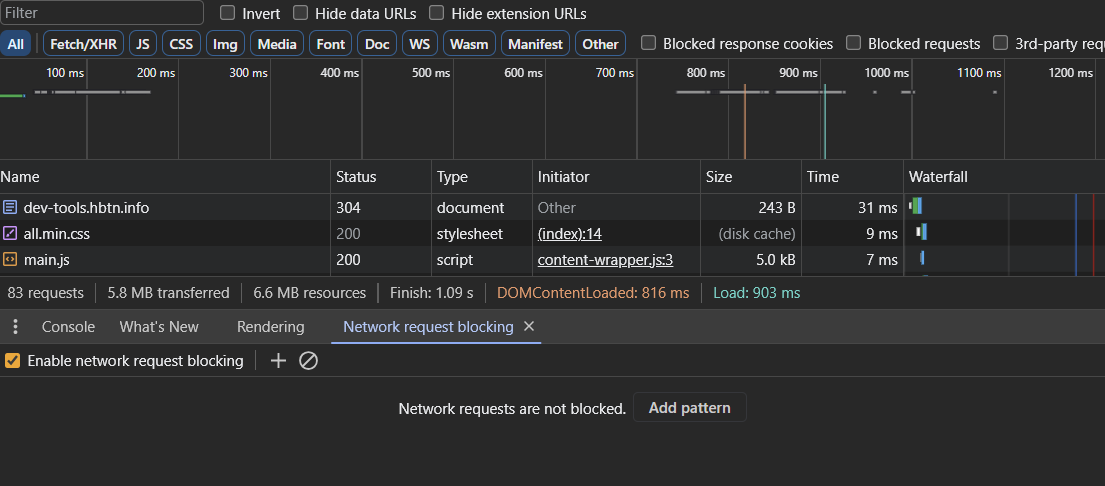 Filter Invert Hide data URLs Hide extension URLs
All Fetch/XHR JS CSS Img Media Font Doc WS Wasm Manifest Other Blocked response cookies Blocked requests 3rd-party
100 ms 200 ms 300 ms 400 ms 500 ms 600 ms 700 ms 800 ms 900 ms 1000 ms 1100 ms 1200 ms
Name Status Type Initiator Size Time Waterfall
dev-tools.hbtn.info 304 document Other 243 B 31 ms
all.min.css 200 stylesheet (index):14 (disk cache) 9 ms
main.js 200 script content-wrapper.js:3 5.0 kB 7 ms
83 requests 5.8 MB transferred 6.6 MB resources Finish: 1.09 s DOMContentLoaded: 816 ms Load: 903 ms
Console What's New Rendering Network request blocking
Enable network request blocking
Network requests are not blocked. Add pattern